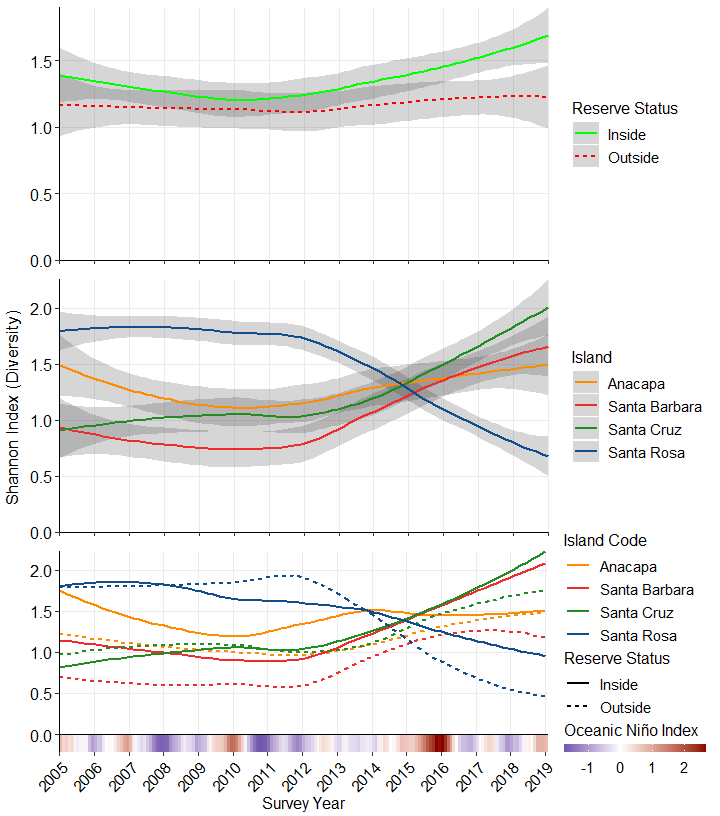 1.5
1.0
0.5
0.0
Reserve Status
Inside
Outside
Shannon Index (Diversity)
2.0
1.5
1.0
0.5
0.0
Island
Anacapa
Santa Barbara
Santa Cruz
Santa Rosa
2.0
1.5
1.0
0.5
0.0
2005 2006 2007 2008 2009 2010 2011 2012 2013 2014 2015 2016 2017 2018 2019
Survey Year
Island Code
Anacapa
Santa Barbara
Santa Cruz
Santa Rosa
Reserve Status
Inside
Outside
Oceanic Niño Index
-1 0 1 2